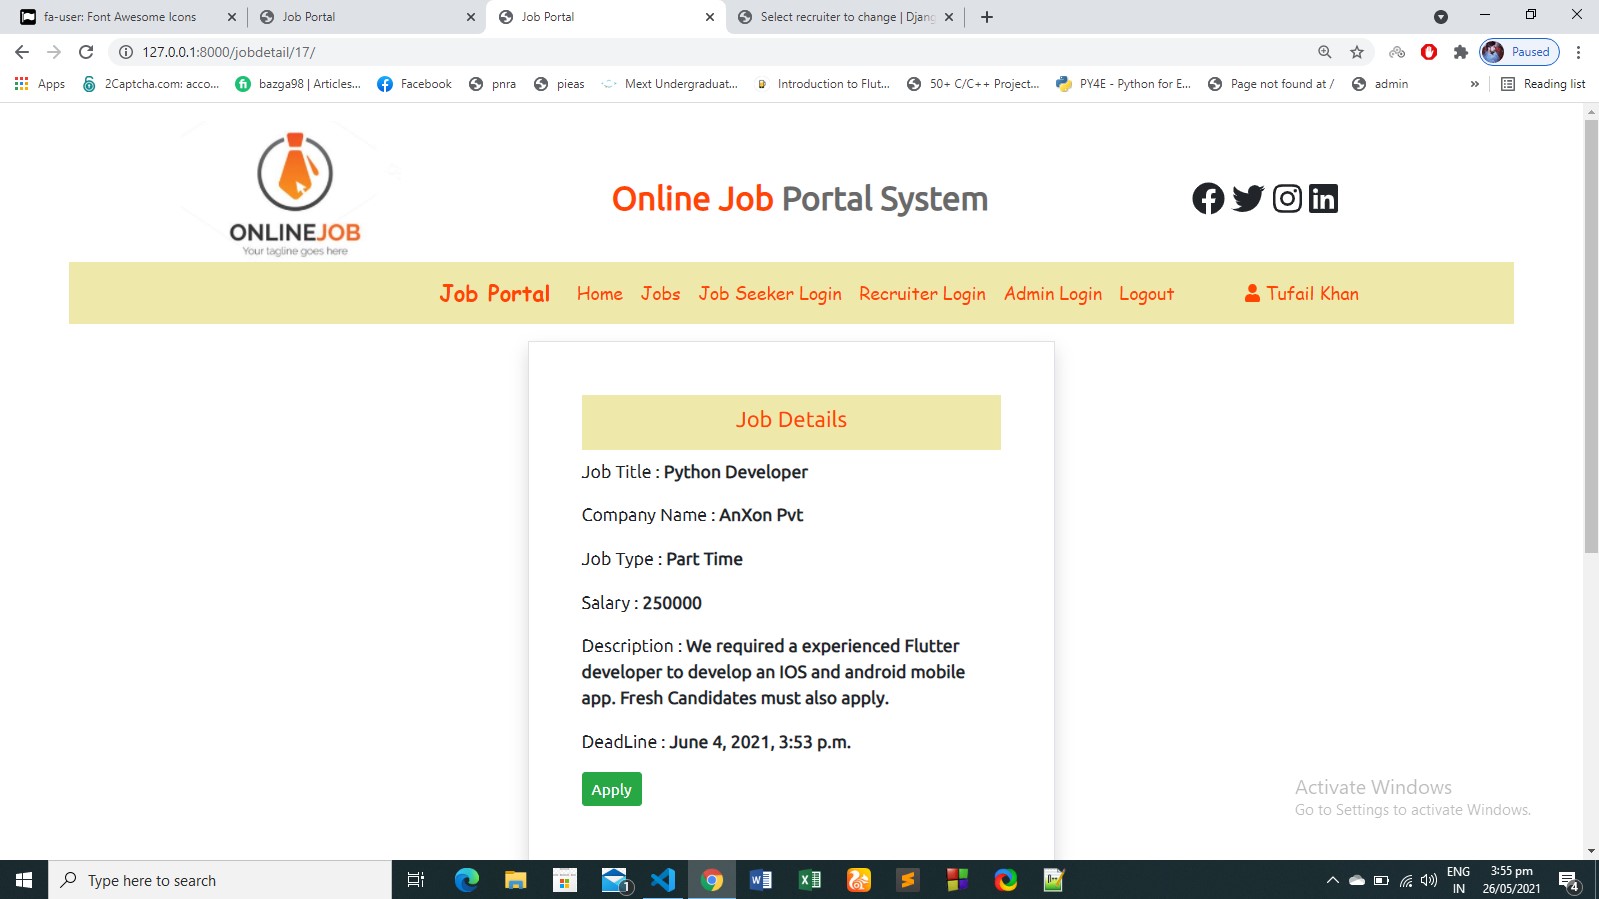 fa-user: Font Awesome Icons
Job Portal
Job Portal
Select recruiter to change | Djang
127.0.0.1:8000/jobdetail/17/
Paused
Apps
2Captcha.com: acco...
bazga98 | Articles...
Facebook
pnra
pieas
Mext Undergraduat...
Introduction to Flut...
50+ C/C++ Project...
PY4E - Python for E...
Page not found at /
admin
»
Reading list
ONLINEJOB
Your tagline goes here
Online Job Portal System
Job Portal Home Jobs Job Seeker Login Recruiter Login Admin Login Logout Tufail Khan
Job Details
Job Title : Python Developer
Company Name : AnXon Pvt
Job Type : Part Time
Salary : 250000
Description : We required a experienced Flutter
developer to develop an IOS and android mobile
app. Fresh Candidates must also apply.
DeadLine : June 4, 2021, 3:53 p.m.
Apply
Activate Windows
Go to Settings to activate Windows.
Type here to search
1
ENG
IN
3:55 pm
26/05/2021
4